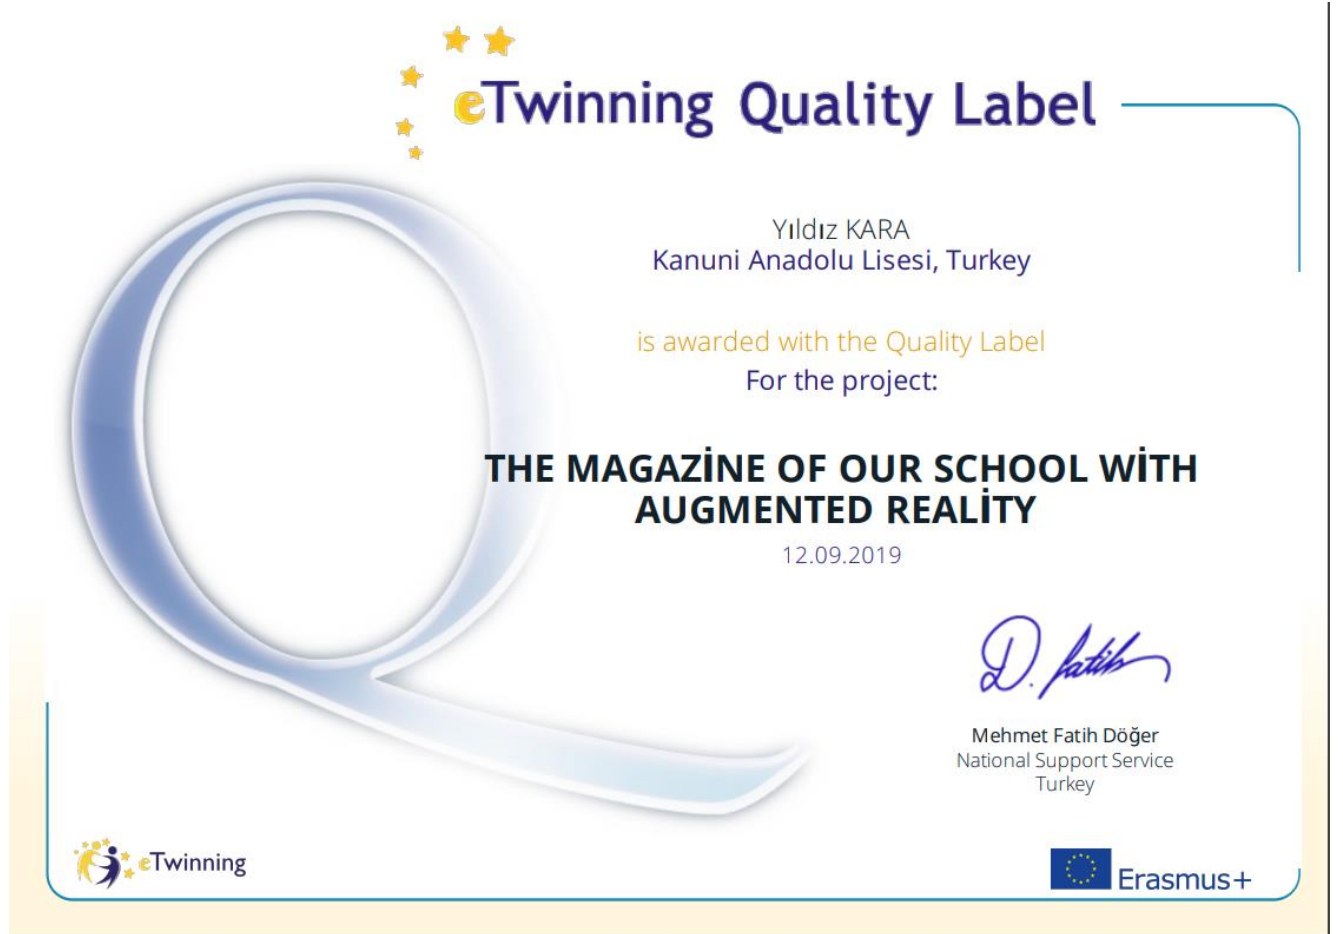 eTwinning Quality Label
Yıldız KARA
Kanuni Anadolu Lisesi, Turkey
is awarded with the Quality Label
For the project:
THE MAGAZİNE OF OUR SCHOOL WİTH
AUGMENTED REALİTY
12.09.2019
D. fatih
Mehmet Fatih Döğer
National Support Service
Turkey
eTwinning
Erasmus+